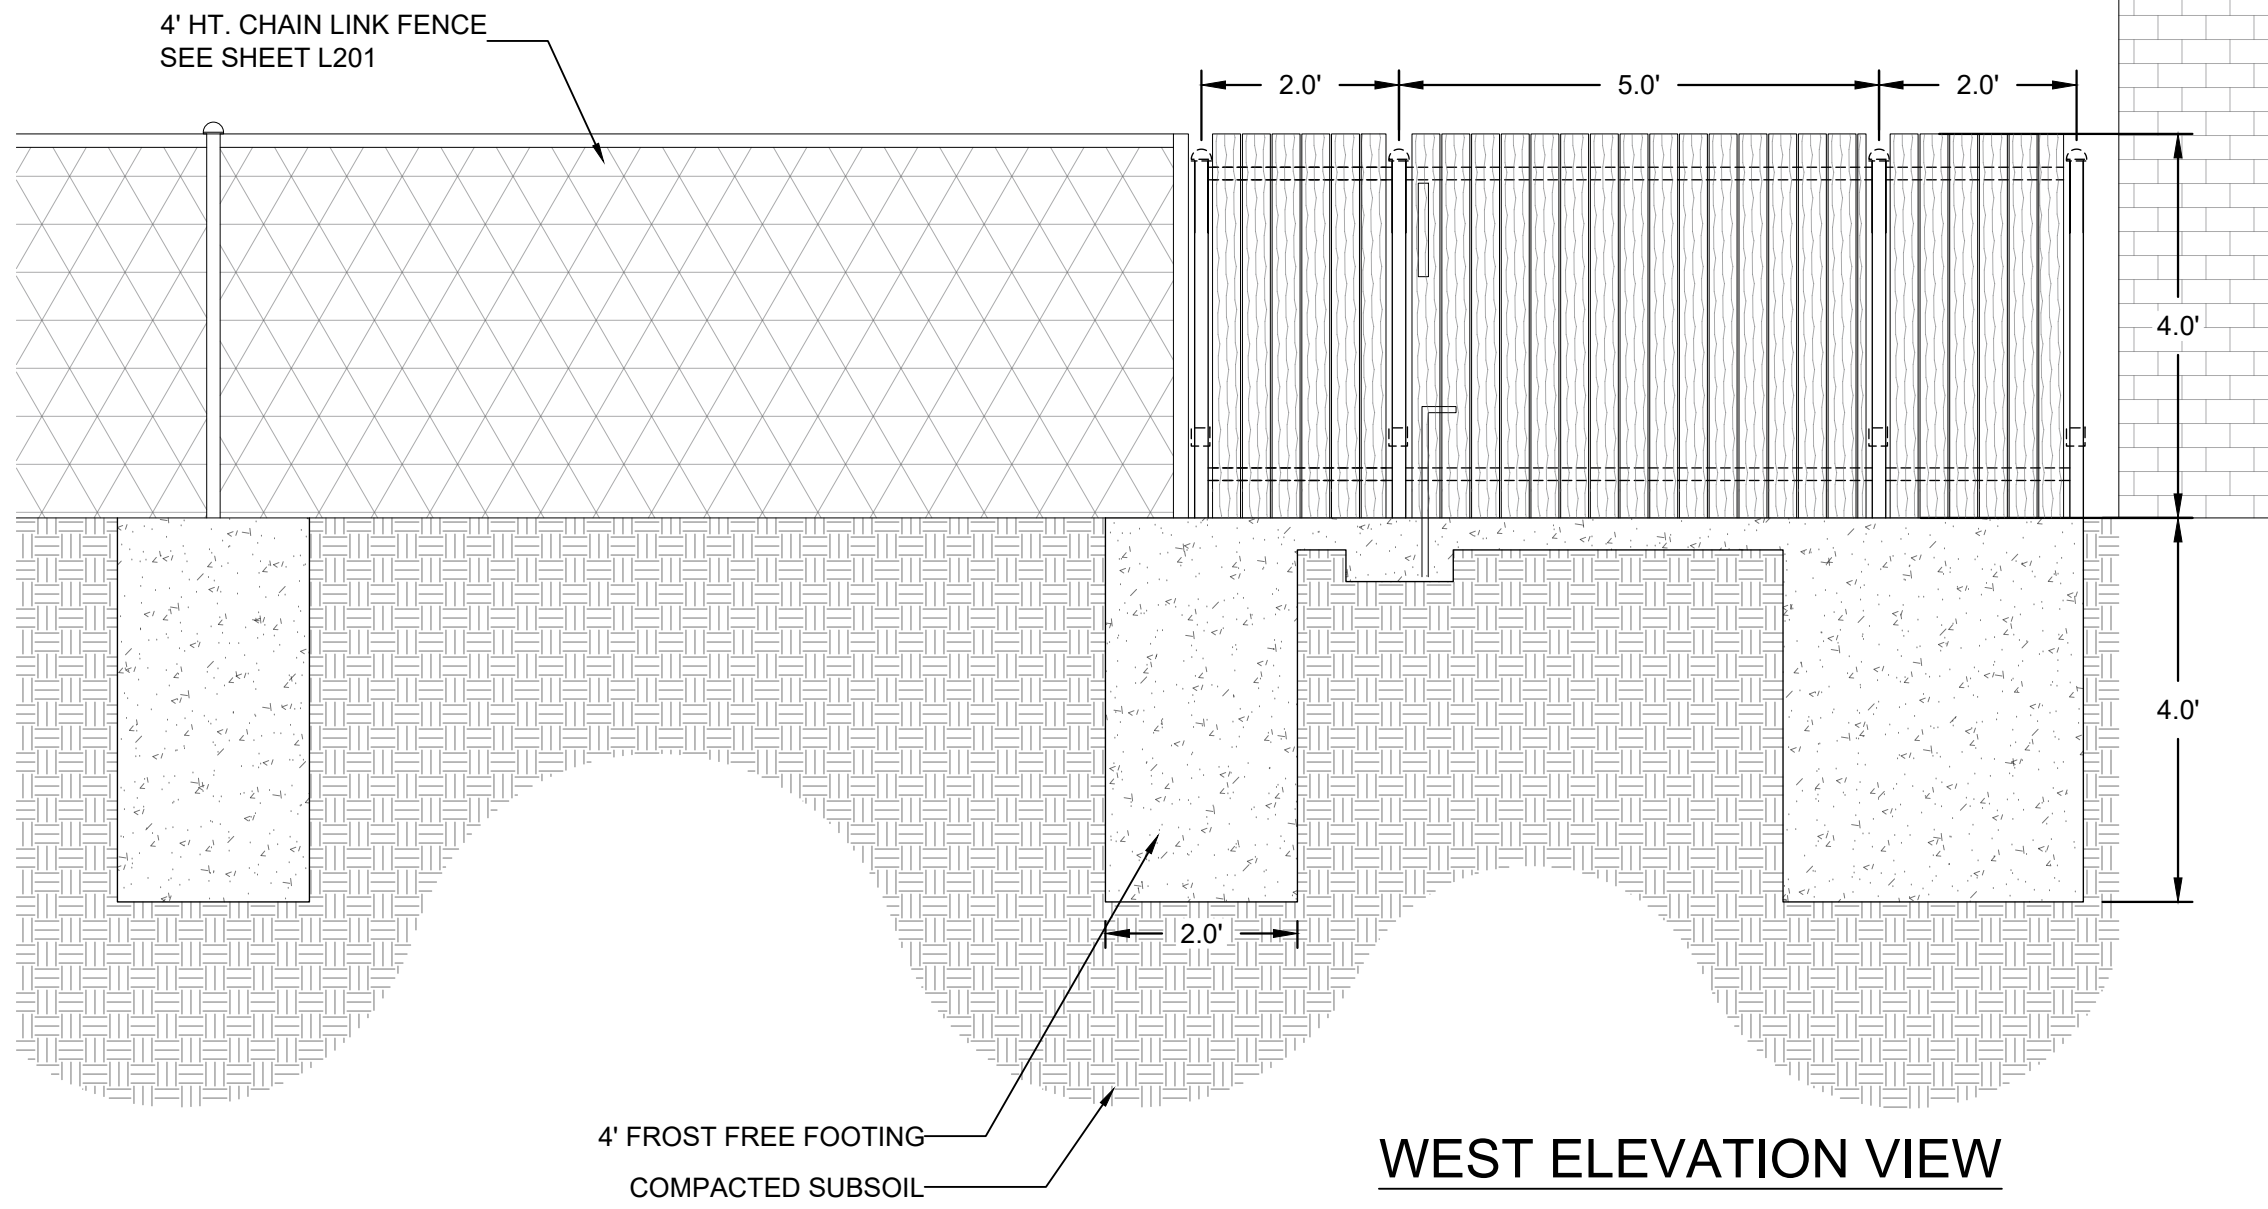 4' HT. CHAIN LINK FENCE
SEE SHEET L201
2.0'
5.0'
2.0'
4.0'
4.0'
2.0'
4' FROST FREE FOOTING
COMPACTED SUBSOIL
WEST ELEVATION VIEW